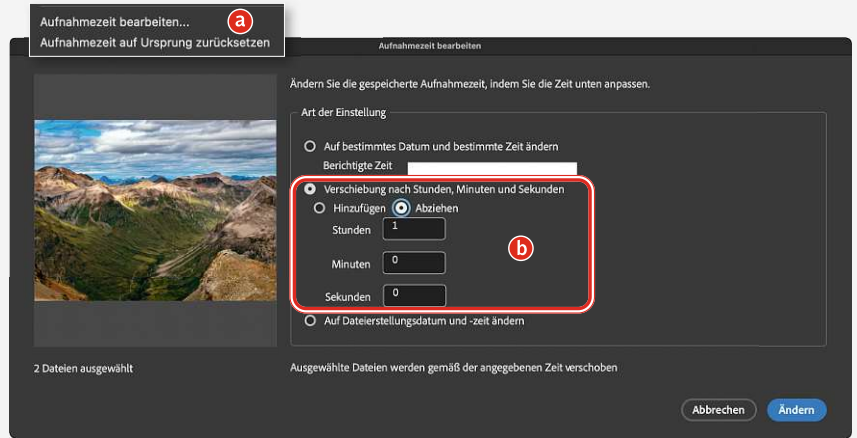 Aufnahmezeit bearbeiten... a
Aufnahmezeit auf Ursprung zurücksetzen
Aufnahmezeit bearbeiten
Ändern Sie die gespeicherte Aufnahmezeit, indem Sie die Zeit unten anpassen.
Art der Einstellung
Auf bestimmtes Datum und bestimmte Zeit ändern
Berichtigte Zeit
Verschiebung nach Stunden, Minuten und Sekunden
Hinzufügen Abziehen
Stunden 1
b
Minuten 0
Sekunden 0
Auf Dateierstellungsdatum und -zeit ändern
2 Dateien ausgewählt
Ausgewählte Dateien werden gemäß der angegebenen Zeit verschoben
Abbrechen Ändern